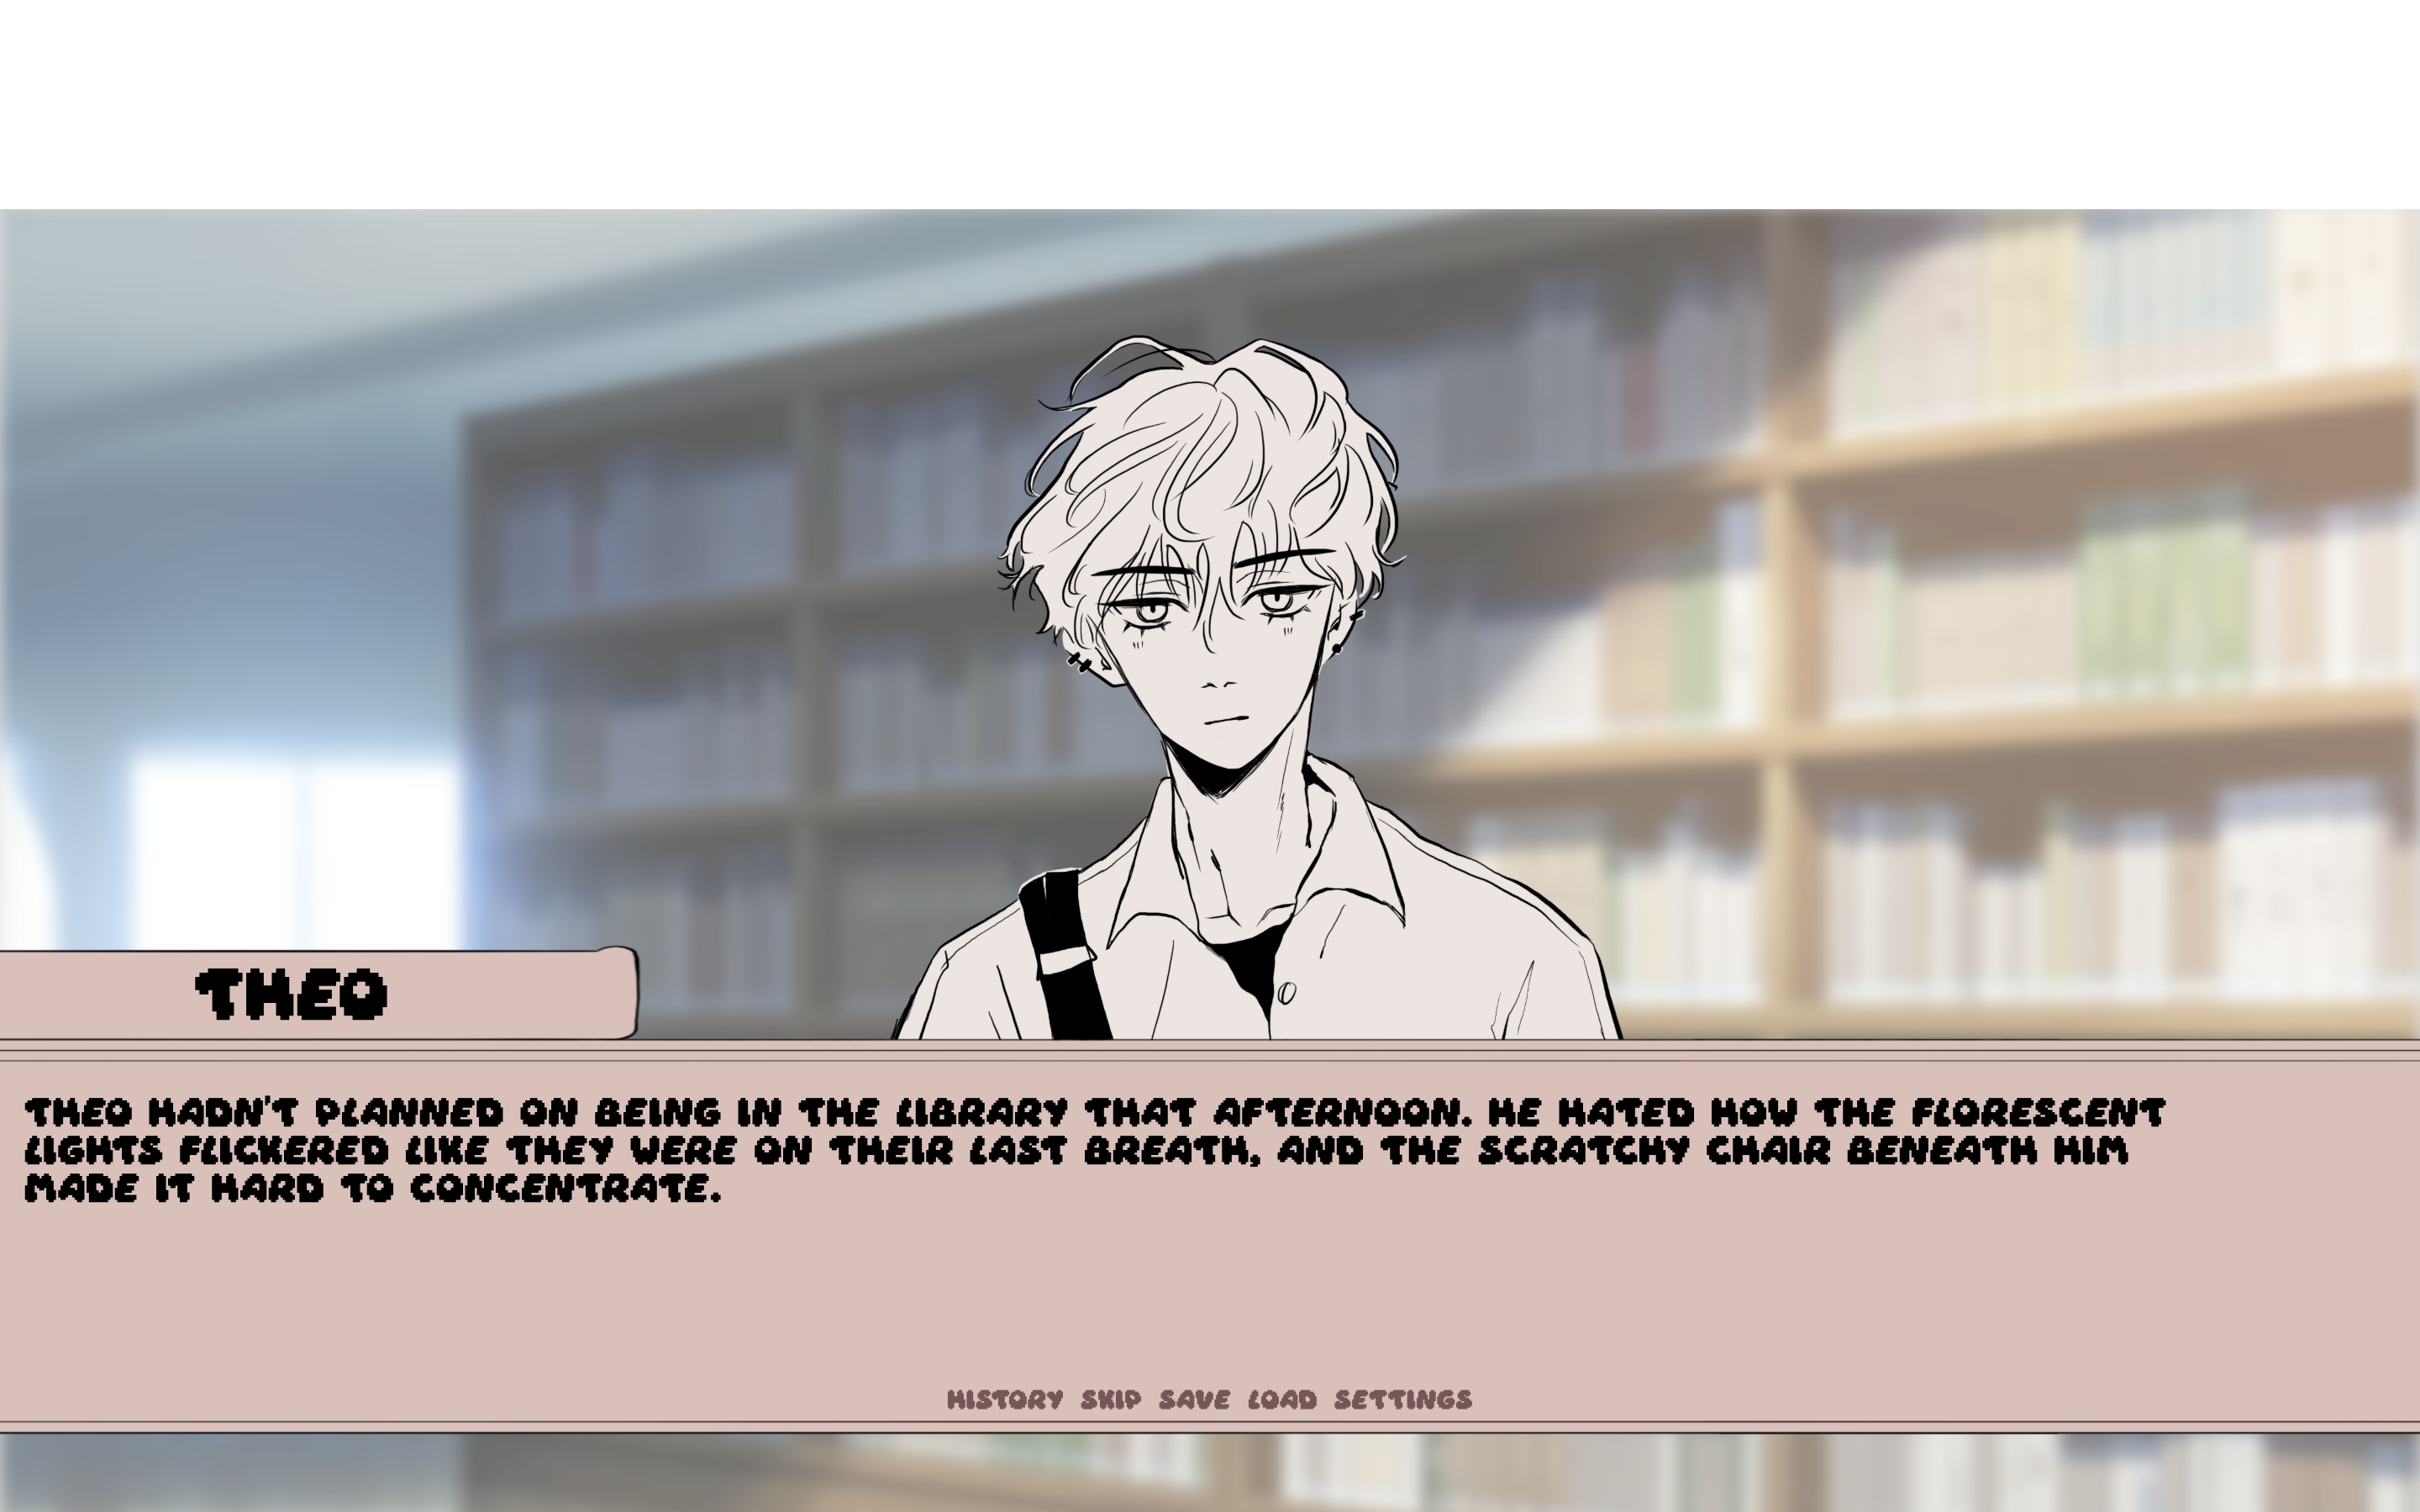 THEO
THEO HADN'T PLANNED ON BEING IN THE LIBRARY THAT AFTERNOON. HE HATED HOW THE FLORESCENT
LIGHTS FLICKERED LIKE THEY WERE ON THEIR LAST BREATH, AND THE SCRATCHY CHAIR BENEATH HIM
MADE IT HARD TO CONCENTRATE.
HISTORY SKIP SAVE LOAD SETTINGS